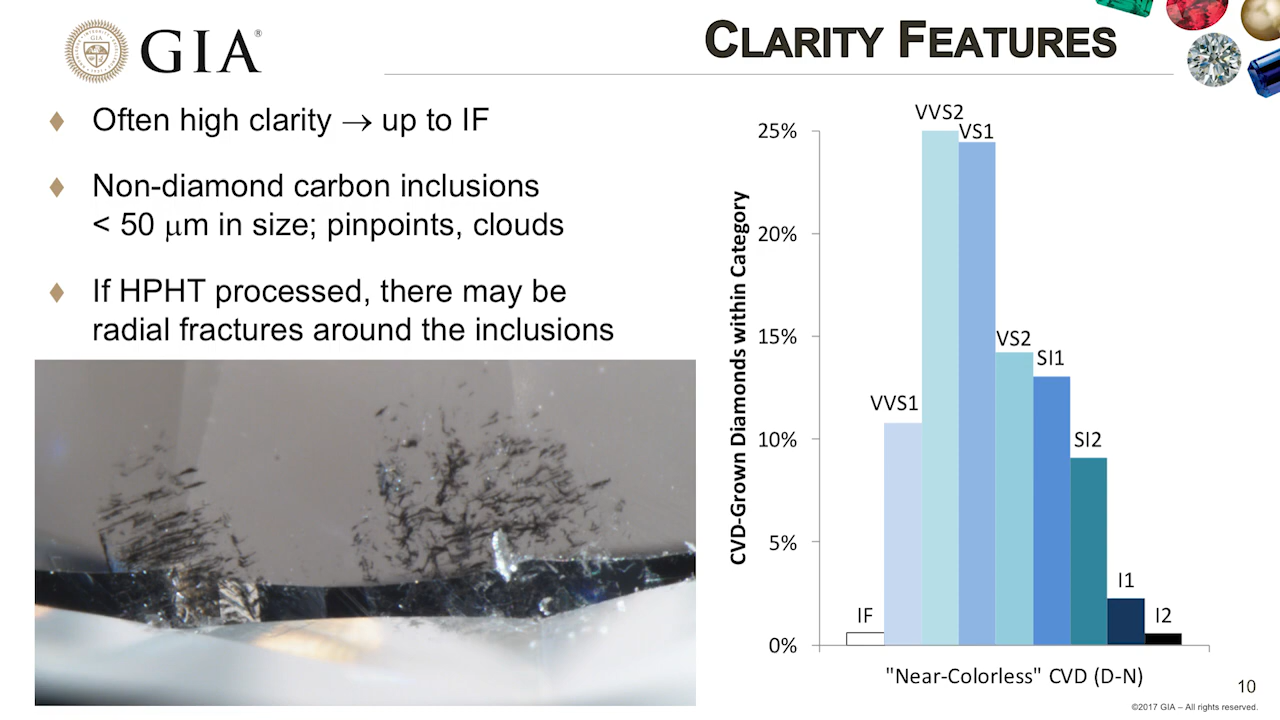 GIA®
CLARITY FEATURES
♦ Often high clarity → up to IF
♦ Non-diamond carbon inclusions
< 50 μm in size; pinpoints, clouds
♦ If HPHT processed, there may be
radial fractures around the inclusions
CVD-Grown Diamonds within Category
25%
20%
15%
10%
5%
0%
IF
VVS1
VVS2
VS1
VS2
SI1
SI2
I1
I2
"Near-Colorless" CVD (D-N)
10
©2017 GIA – All rights reserved.